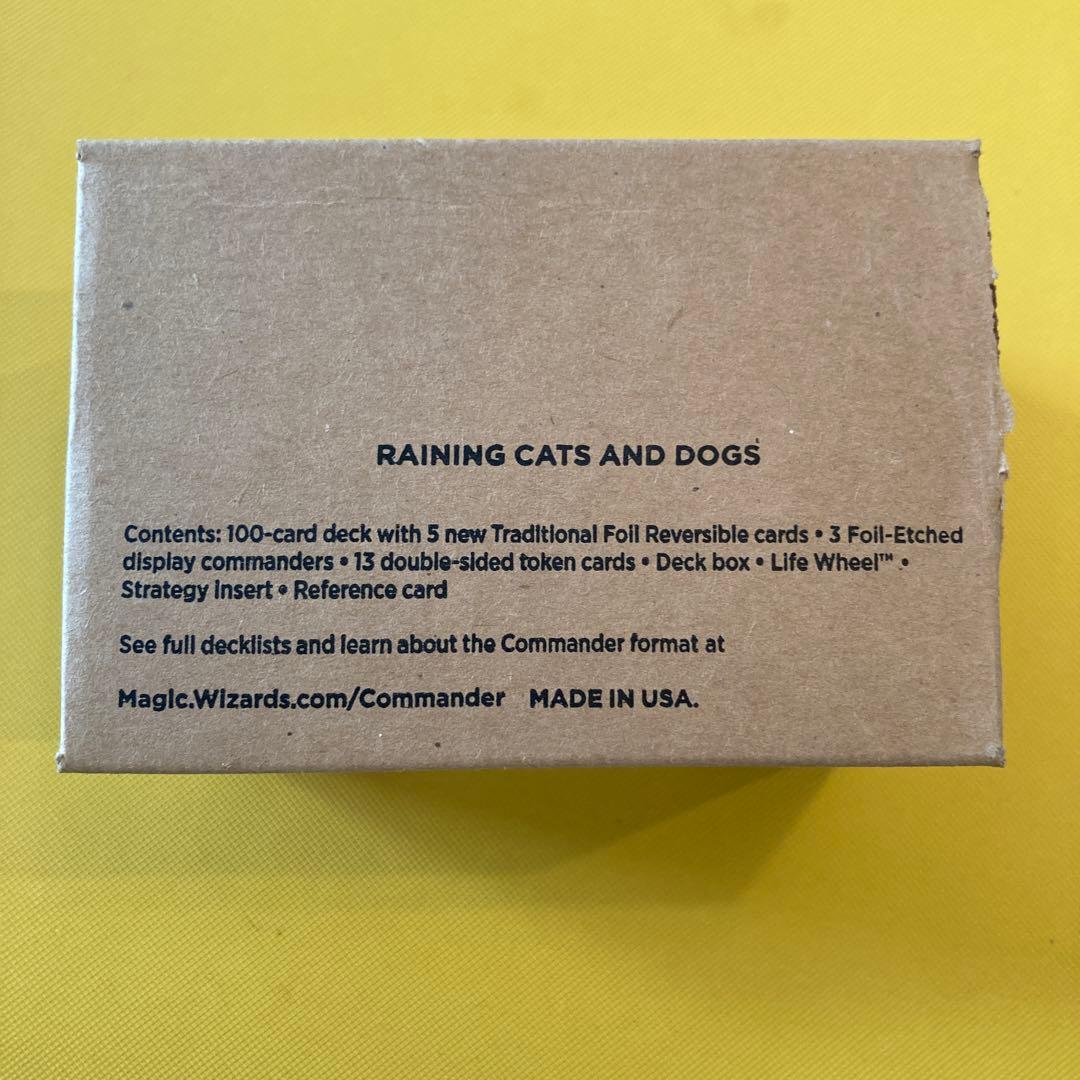 RAINING CATS AND DOGS
Contents: 100-card deck with 5 new Traditional Foil Reversible cards • 3 Foil-Etched
display commanders • 13 double-sided token cards • Deck box • Life Wheel™ •
Strategy insert • Reference card
See full decklists and learn about the Commander format at
Magic.Wizards.com/Commander MADE IN USA.